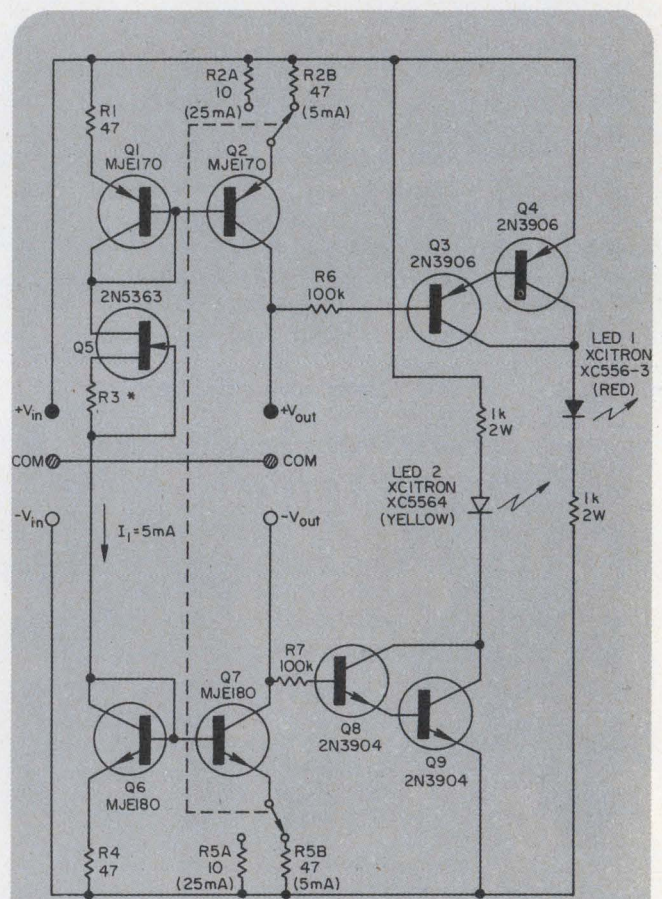 R2A
10
(25mA)
R2B
47
(5mA)
R1
47
Q1
MJE170
Q2
MJE170
Q3
2N3906
Q4
2N3906
R6
100k
2N5363
Q5
R3 *
LED 1
XCITRON
XC556-3
(RED)
+Vin
+Vout
1k
2W
COM
COM
LED 2
XCITRON
XC5564
(YELLOW)
1k
2W
-Vin
-Vout
I1=5mA
Q7
MJE180
R7
100k
Q8
2N3904
Q9
2N3904
Q6
MJE180
R4
47
R5A
10
(25mA)
R5B
47
(5mA)